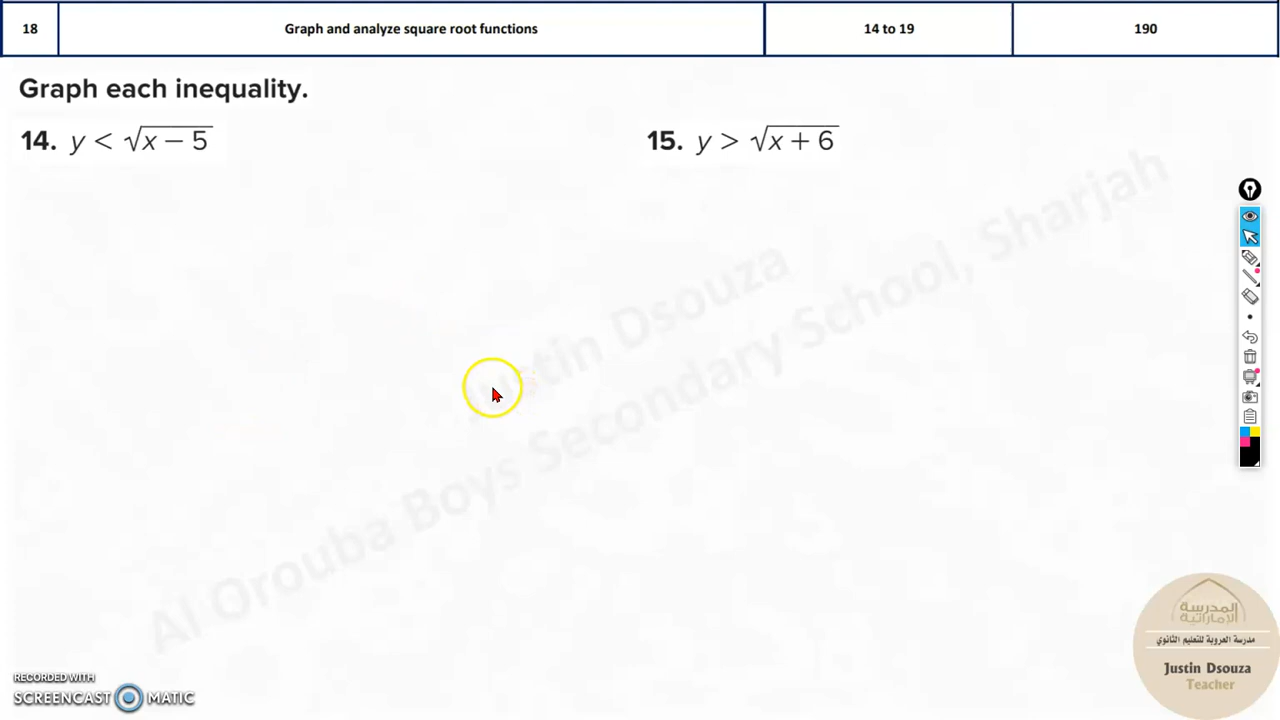 18 Graph and analyze square root functions 14 to 19 190
Graph each inequality.
14. y < √x − 5
15. y > √x + 6
Justin Dsouza
Al Orouba Boys Secondary School, Sharjah
المدرسة
الإماراتية
مدرسة العروبة للتعليم الثانوي
Justin Dsouza
Teacher
RECORDED WITH
SCREENCAST MATIC